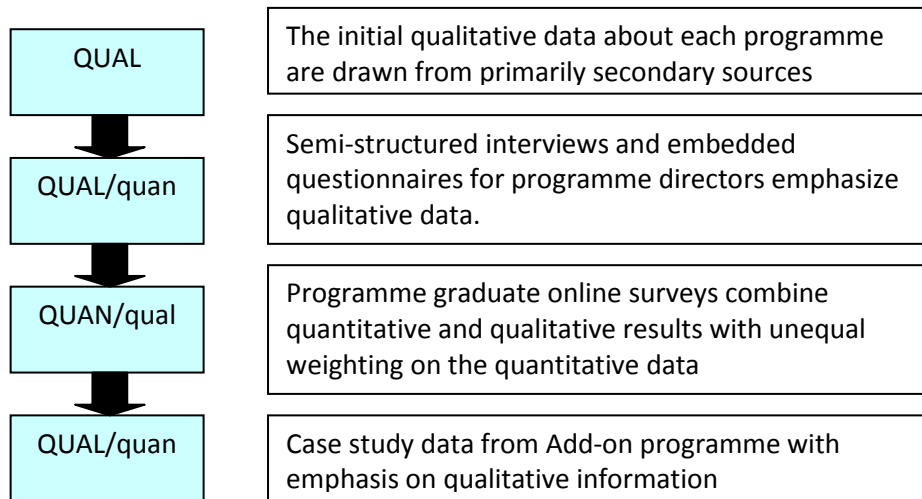 QUAL
The initial qualitative data about each programme
are drawn from primarily secondary sources
QUAL/quan
Semi-structured interviews and embedded
questionnaires for programme directors emphasize
qualitative data.
QUAN/qual
Programme graduate online surveys combine
quantitative and qualitative results with unequal
weighting on the quantitative data
QUAL/quan
Case study data from Add-on programme with
emphasis on qualitative information